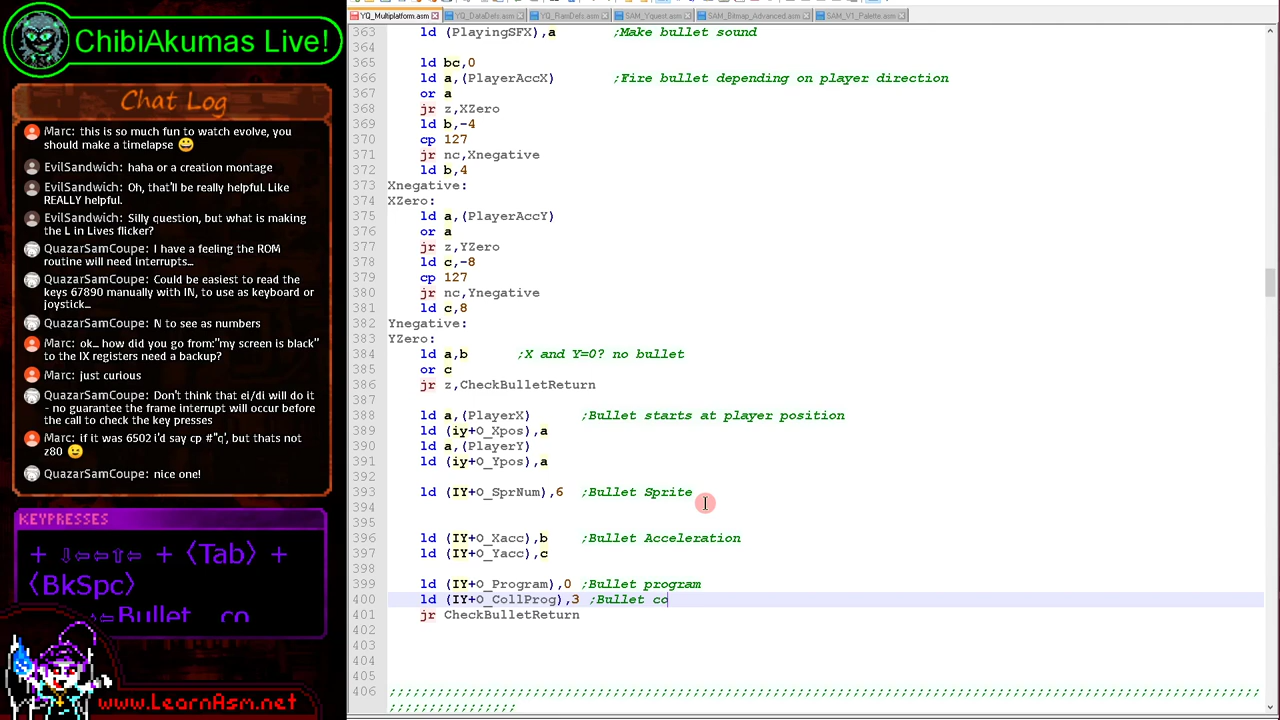 ChibiAkumas Live!
Chat Log
Marc: this is so much fun to watch evolve, you
should make a timelapse 😀
EvilSandwich: haha or a creation montage
EvilSandwich: Oh, that'll be really helpful. Like
REALLY helpful.
EvilSandwich: Silly question, but what is making
the L in Lives flicker?
QuazarSamCoupe: I have a feeling the ROM
routine will need interrupts...
QuazarSamCoupe: Could be easiest to read the
keys 67890 manually with IN, to use as keyboard or
joystick...
QuazarSamCoupe: N to see as numbers
Marc: ok... how did you go from:"my screen is black"
to the IX registers need a backup?
Marc: just curious
QuazarSamCoupe: Don't think that ei/di will do it
- no guarantee the frame interrupt will occur before
the call to check the key presses
Marc: if it was 6502 i'd say cp #"q', but thats not
z80 😉
QuazarSamCoupe: nice one!
KEYPRESSES
+ ⇩⇦⇦⇧⇦ + 〈Tab〉 +
〈BkSpc〉
⇦Bullet co
www.LearnAsm.net
YQ_Multiplatform.asm YQ_DataDefs.asm YQ_RamDefs.asm SAM_Yquest.asm SAM_Bitmap_Advanced.asm SAM_V1_Palette.asm
363 ld (PlayingSFX),a ;Make bullet sound
364
365 ld bc,0
366 ld a,(PlayerAccX) ;Fire bullet depending on player direction
367 or a
368 jr z,XZero
369 ld b,-4
370 cp 127
371 jr nc,Xnegative
372 ld b,4
373 Xnegative:
374 XZero:
375 ld a,(PlayerAccY)
376 or a
377 jr z,YZero
378 ld c,-8
379 cp 127
380 jr nc,Ynegative
381 ld c,8
382 Ynegative:
383 YZero:
384 ld a,b ;X and Y=0? no bullet
385 or c
386 jr z,CheckBulletReturn
387
388 ld a,(PlayerX) ;Bullet starts at player position
389 ld (iy+O_Xpos),a
390 ld a,(PlayerY)
391 ld (iy+O_Ypos),a
392
393 ld (IY+O_SprNum),6 ;Bullet Sprite
394
395
396 ld (IY+O_Xacc),b ;Bullet Acceleration
397 ld (IY+O_Yacc),c
398
399 ld (IY+O_Program),0 ;Bullet program
400 ld (IY+O_CollProg),3 ;Bullet co
401 jr CheckBulletReturn
402
403
404
405
406 ;;;;;;;;;;;;;;;;;;;;;;;;;;;;;;;;;;;;;;;;;;;;;;;;;;;;;;;;;;;;;;;;;;;;;;;;;;;;;;;;;;;;;;;;;;;;;;;;;;;;;;;;;;;;
;;;;;;;;;;;;;;;;